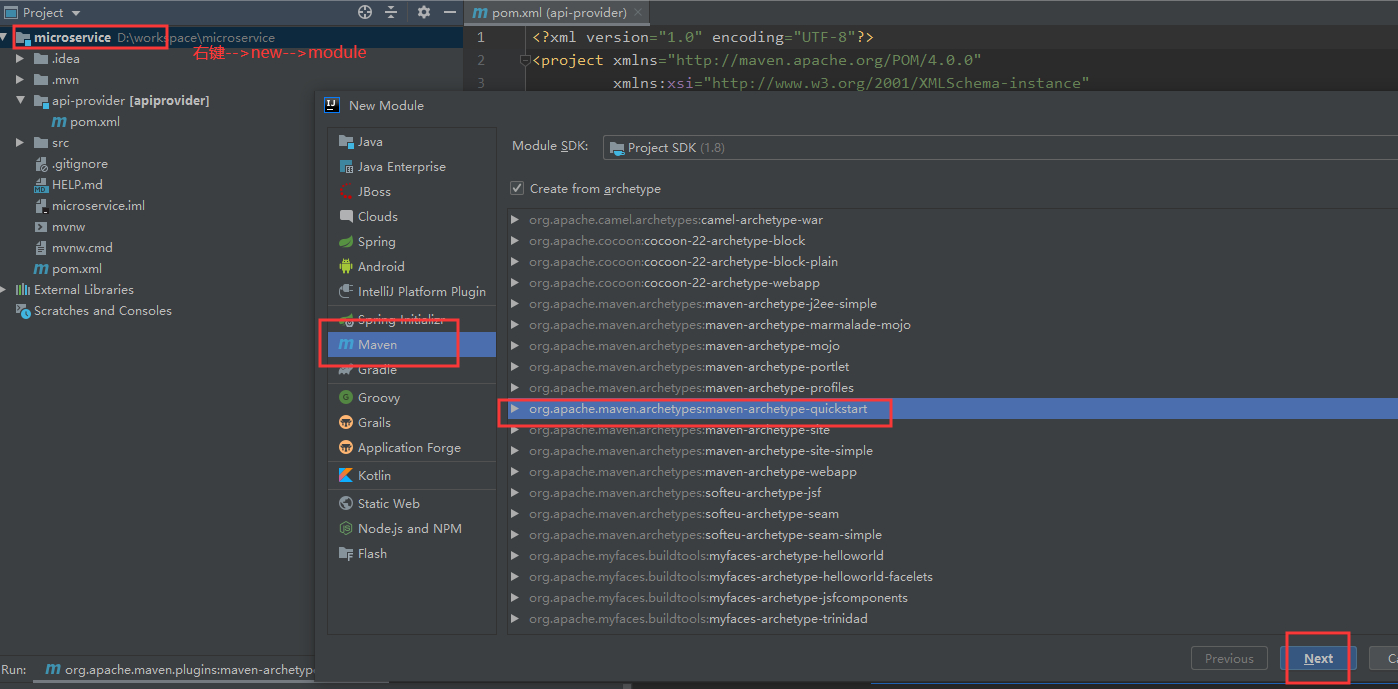 Project
pom.xml (api-provider)
microservice D:\workspace\microservice
右键-->new-->module
.idea
.mvn
api-provider [apiprovider]
pom.xml
src
.gitignore
HELP.md
microservice.iml
mvnw
mvnw.cmd
pom.xml
External Libraries
Scratches and Consoles
1 <?xml version="1.0" encoding="UTF-8"?>
2 <project xmlns="http://maven.apache.org/POM/4.0.0"
3 xmlns:xsi="http://www.w3.org/2001/XMLSchema-instance"
New Module
Java
Java Enterprise
JBoss
Clouds
Spring
Android
IntelliJ Platform Plugin
Spring Initializr
Maven
Gradle
Groovy
Grails
Application Forge
Kotlin
Static Web
Node.js and NPM
Flash
Module SDK: Project SDK (1.8)
Create from archetype
org.apache.camel.archetypes:camel-archetype-war
org.apache.cocoon:cocoon-22-archetype-block
org.apache.cocoon:cocoon-22-archetype-block-plain
org.apache.cocoon:cocoon-22-archetype-webapp
org.apache.maven.archetypes:maven-archetype-j2ee-simple
org.apache.maven.archetypes:maven-archetype-marmalade-mojo
org.apache.maven.archetypes:maven-archetype-mojo
org.apache.maven.archetypes:maven-archetype-portlet
org.apache.maven.archetypes:maven-archetype-profiles
org.apache.maven.archetypes:maven-archetype-quickstart
org.apache.maven.archetypes:maven-archetype-site
org.apache.maven.archetypes:maven-archetype-site-simple
org.apache.maven.archetypes:maven-archetype-webapp
org.apache.maven.archetypes:softeu-archetype-jsf
org.apache.maven.archetypes:softeu-archetype-seam
org.apache.maven.archetypes:softeu-archetype-seam-simple
org.apache.myfaces.buildtools:myfaces-archetype-helloworld
org.apache.myfaces.buildtools:myfaces-archetype-helloworld-facelets
org.apache.myfaces.buildtools:myfaces-archetype-jsfcomponents
org.apache.myfaces.buildtools:myfaces-archetype-trinidad
Previous
Next
Ca
Run: org.apache.maven.plugins:maven-archetyp